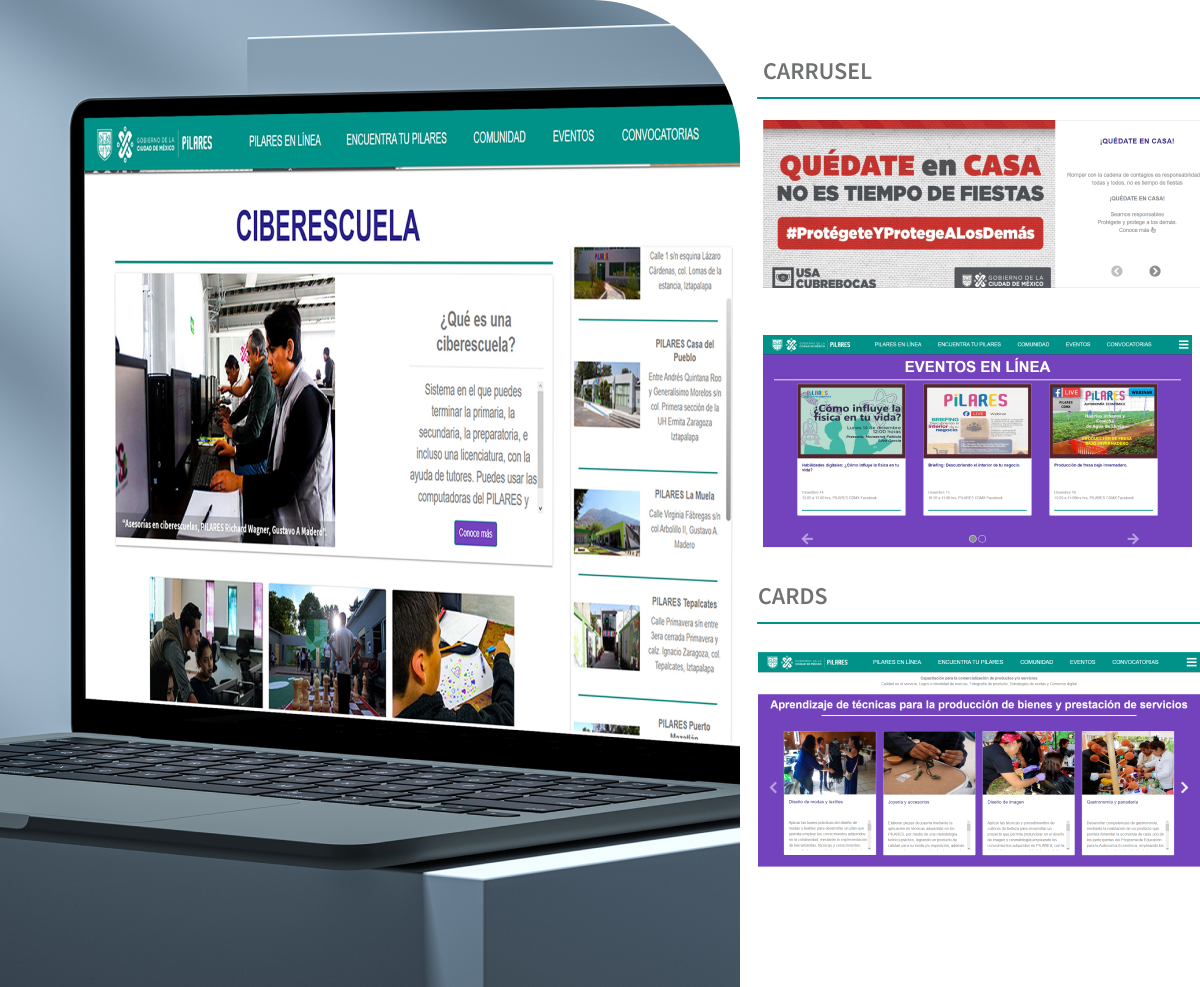 GOBIERNO DE LA
CIUDAD DE MÉXICO
PILARES
PILARES EN LÍNEA
ENCUENTRA TU PILARES
COMUNIDAD
EVENTOS
CONVOCATORIAS
CIBERESCUELA
"Asesorías en ciberescuelas, PILARES Richard Wagner, Gustavo A Madero".
¿Qué es una
ciberescuela?
Sistema en el que puedes
terminar la primaria, la
secundaria, la preparatoria, e
incluso una licenciatura, con la
ayuda de tutores. Puedes usar las
computadoras del PILARES y
Conoce más
Calle 1 s/n esquina Lázaro
Cárdenas, col. Lomas de la
estancia, Iztapalapa
PILARES Casa del
Pueblo
Entre Andrés Quintana Roo
y Generalísimo Morelos s/n
col. Primera sección de la
UH Ermita Zaragoza
Iztapalapa
PILARES La Muela
Calle Virginia Fábregas s/n
col Arbolillo II, Gustavo A.
Madero
PILARES Tepalcates
Calle Primavera s/n entre
3era cerrada Primavera y
calz. Ignacio Zaragoza, col.
Tepalcates, Iztapalapa
PILARES Puerto
Mazatlán
CARRUSEL
QUÉDATE en CASA
NO ES TIEMPO DE FIESTAS
#ProtégeteYProtegeALosDemás
USA
CUBREBOCAS
GOBIERNO DE LA
CIUDAD DE MÉXICO
¡QUÉDATE EN CASA!
Romper con la cadena de contagios es responsabilidad
todas y todos, no es tiempo de fiestas
¡QUÉDATE EN CASA!
Seamos responsables
Protégete y protege a los demás.
Conoce más
PILARES
PILARES EN LÍNEA
ENCUENTRA TU PILARES
COMUNIDAD
EVENTOS
CONVOCATORIAS
EVENTOS EN LÍNEA
PILARES
¿Cómo influye la
física en tu vida?
Habilidades digitales: ¿Cómo influye la física en tu
vida?
PILARES
LIVE
Webinar
BRIEFING
Briefing: Descubriendo el interior de tu negocio
LIVE
WEBINAR
PILARES
CDMX
PILARES
PRODUCCIÓN DE FRESA
BAJO INVERNADERO
Producción de fresa bajo invernadero.
CARDS
PILARES
PILARES EN LÍNEA
ENCUENTRA TU PILARES
COMUNIDAD
EVENTOS
CONVOCATORIAS
Capacitación para la comercialización de productos y/o servicios
Aprendizaje de técnicas para la producción de bienes y prestación de servicios
Diseño de modas y textiles
Joyería y accesorios
Diseño de imagen
Gastronomía y panadería